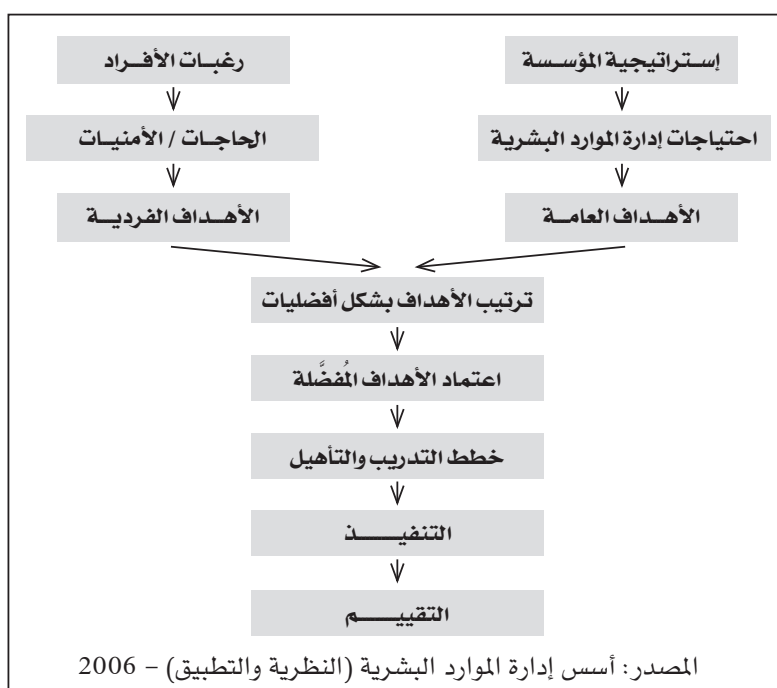 إستراتيجية المؤسسة
رغبات الأفراد
احتياجات إدارة الموارد البشرية
الحاجات / الأمنيات
الأهداف العامة
الأهداف الفردية
ترتيب الأهداف بشكل أفضليات
اعتماد الأهداف المُفضَّلة
خطط التدريب والتأهيل
التنفيذ
التقييم
المصدر: أسس إدارة الموارد البشرية (النظرية والتطبيق) – 2006